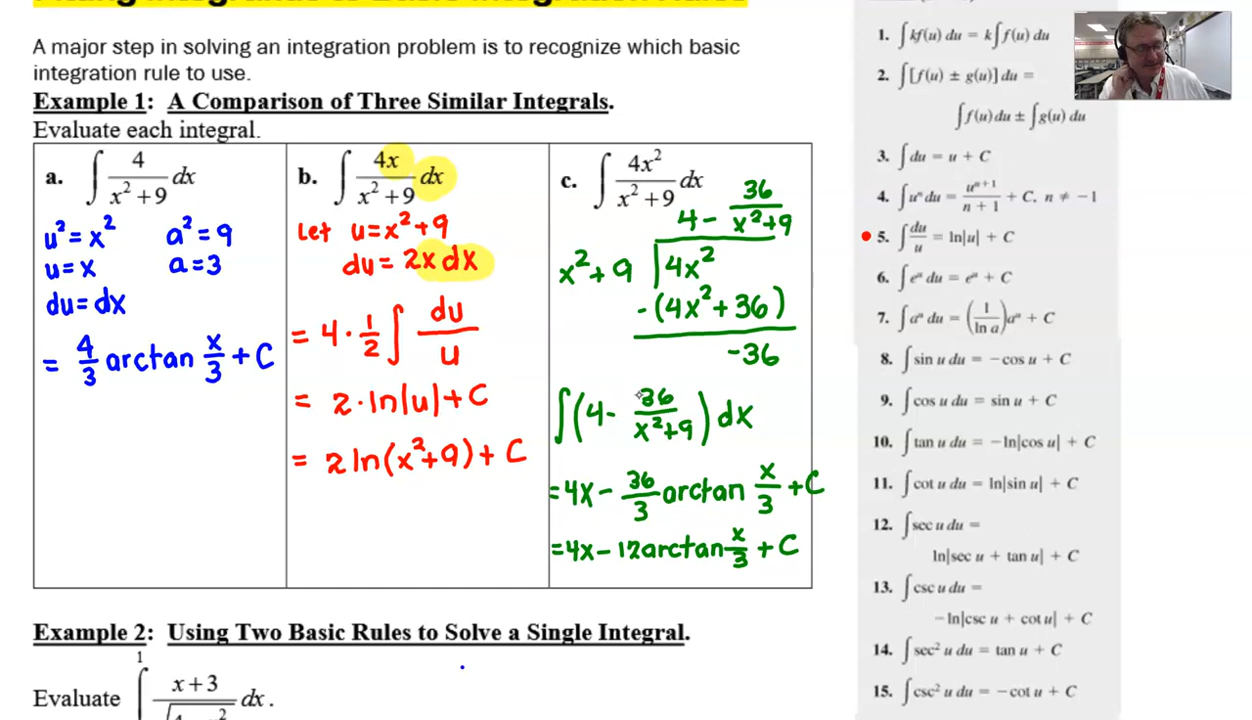 A major step in solving an integration problem is to recognize which basic
integration rule to use.
Example 1: A Comparison of Three Similar Integrals.
Evaluate each integral.
a. ∫ 4/(x² + 9) dx
u² = x² a² = 9
u = x a = 3
du = dx
= 4/3 arctan x/3 + C
b. ∫ 4x/(x² + 9) dx
Let u = x² + 9
du = 2x dx
= 4 · 1/2 ∫ du/u
= 2 · ln|u| + C
= 2 ln(x² + 9) + C
c. ∫ 4x²/(x² + 9) dx
4 - 36/(x² + 9)
x² + 9 ) 4x²
-(4x² + 36)
-36
∫(4 - 36/(x² + 9)) dx
= 4x - 36/3 arctan x/3 + C
= 4x - 12 arctan x/3 + C
Example 2: Using Two Basic Rules to Solve a Single Integral.
1
Evaluate ∫ x + 3 dx.
1. ∫kf(u) du = k∫f(u) du
2. ∫[f(u) ± g(u)] du =
∫f(u) du ± ∫g(u) du
3. ∫du = u + C
4. ∫uⁿ du = uⁿ⁺¹/(n + 1) + C, n ≠ -1
5. ∫du/u = ln|u| + C
6. ∫eᵘ du = eᵘ + C
7. ∫aᵘ du = (1/ln a)aᵘ + C
8. ∫sin u du = -cos u + C
9. ∫cos u du = sin u + C
10. ∫tan u du = -ln|cos u| + C
11. ∫cot u du = ln|sin u| + C
12. ∫sec u du =
ln|sec u + tan u| + C
13. ∫csc u du =
-ln|csc u + cot u| + C
14. ∫sec² u du = tan u + C
15. ∫csc² u du = -cot u + C